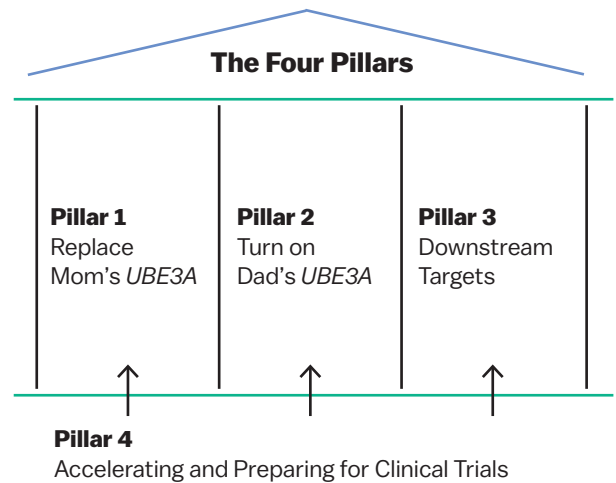 The Four Pillars
Pillar 1
Replace
Mom's UBE3A
Pillar 2
Turn on
Dad's UBE3A
Pillar 3
Downstream
Targets
Pillar 4
Accelerating and Preparing for Clinical Trials